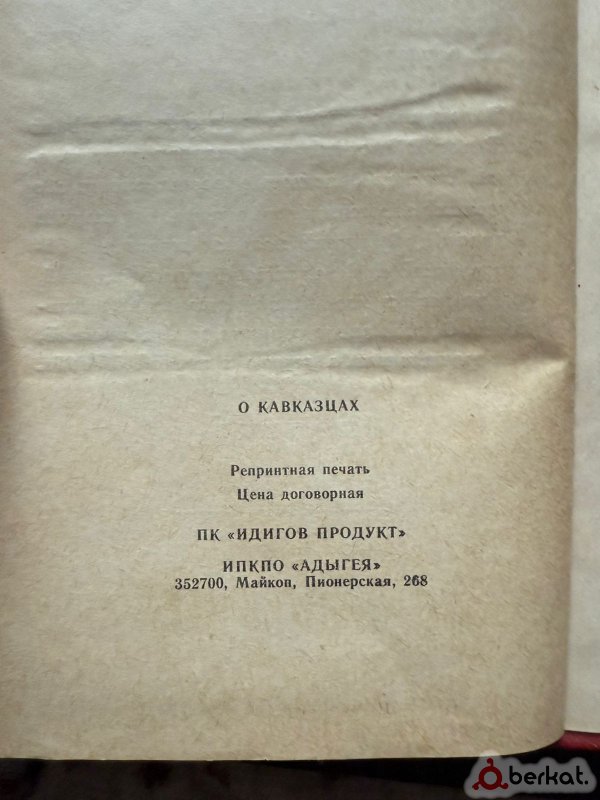 О КАВКАЗЦАХ
Репринтная печать
Цена договорная
ПК «ИДИГОВ ПРОДУКТ»
ИПКПО «АДЫГЕЯ»
352700, Майкоп, Пионерская, 268
berkat.